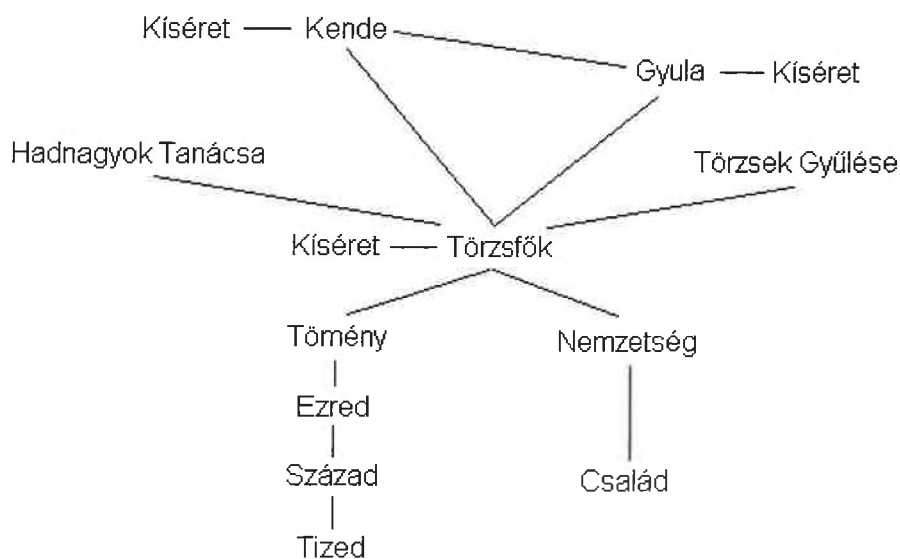 Kíséret — Kende
Gyula — Kíséret
Hadnagyok Tanácsa
Törzsek Gyűlése
Kíséret — Törzsfők
Tömény
Nemzetség
Ezred
Század
Család
Tized